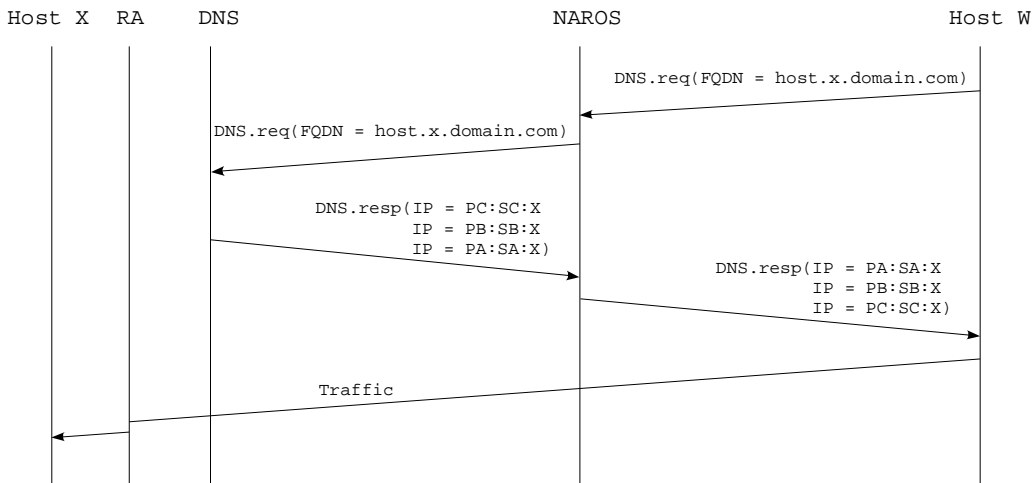 Host X RA DNS NAROS Host W
DNS.req(FQDN = host.x.domain.com)
DNS.req(FQDN = host.x.domain.com)
DNS.resp(IP = PC:SC:X
IP = PB:SB:X
IP = PA:SA:X)
DNS.resp(IP = PA:SA:X
IP = PB:SB:X
IP = PC:SC:X)
Traffic